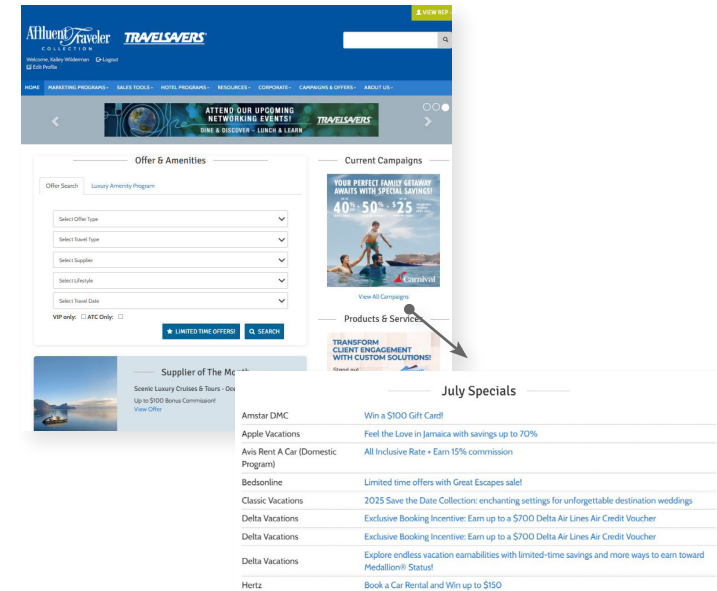 VIEW REP
Affluent Traveler
COLLECTION
TRAVELSAVERS
Welcome, Kelley Wilderman Logout
Edit Profile
HOME MARKETING PROGRAMS SALES TOOLS HOTEL PROGRAMS RESOURCES CORPORATE CAMPAIGNS & OFFERS ABOUT US
ATTEND OUR UPCOMING
NETWORKING EVENTS!
DINE & DISCOVER – LUNCH & LEARN
TRAVELSAVERS
Offer & Amenities
Offer Search Luxury Amenity Program
Select Offer Type
Select Travel Type
Select Supplier
Select Lifestyle
Select Travel Date
VIP only: ATC Only:
LIMITED TIME OFFERS! SEARCH
Current Campaigns
YOUR PERFECT FAMILY GETAWAY
AWAITS WITH SPECIAL SAVINGS!
40% 50% $25
Carnival
View All Campaigns
Products & Services
TRANSFORM
CLIENT ENGAGEMENT
WITH CUSTOM SOLUTIONS!
Stand out
Supplier of The Month
Scenic Luxury Cruises & Tours - Oce
Up to $100 Bonus Commission!
View Offer
July Specials
Amstar DMC Win a $100 Gift Card!
Apple Vacations Feel the Love in Jamaica with savings up to 70%
Avis Rent A Car (Domestic Program) All Inclusive Rate + Earn 15% commission
Bedsonline Limited time offers with Great Escapes sale!
Classic Vacations 2025 Save the Date Collection: enchanting settings for unforgettable destination weddings
Delta Vacations Exclusive Booking Incentive: Earn up to a $700 Delta Air Lines Air Credit Voucher
Delta Vacations Exclusive Booking Incentive: Earn up to a $700 Delta Air Lines Air Credit Voucher
Delta Vacations Explore endless vacation earnabilities with limited-time savings and more ways to earn toward
Medallion® Status!
Hertz Book a Car Rental and Win up to $150